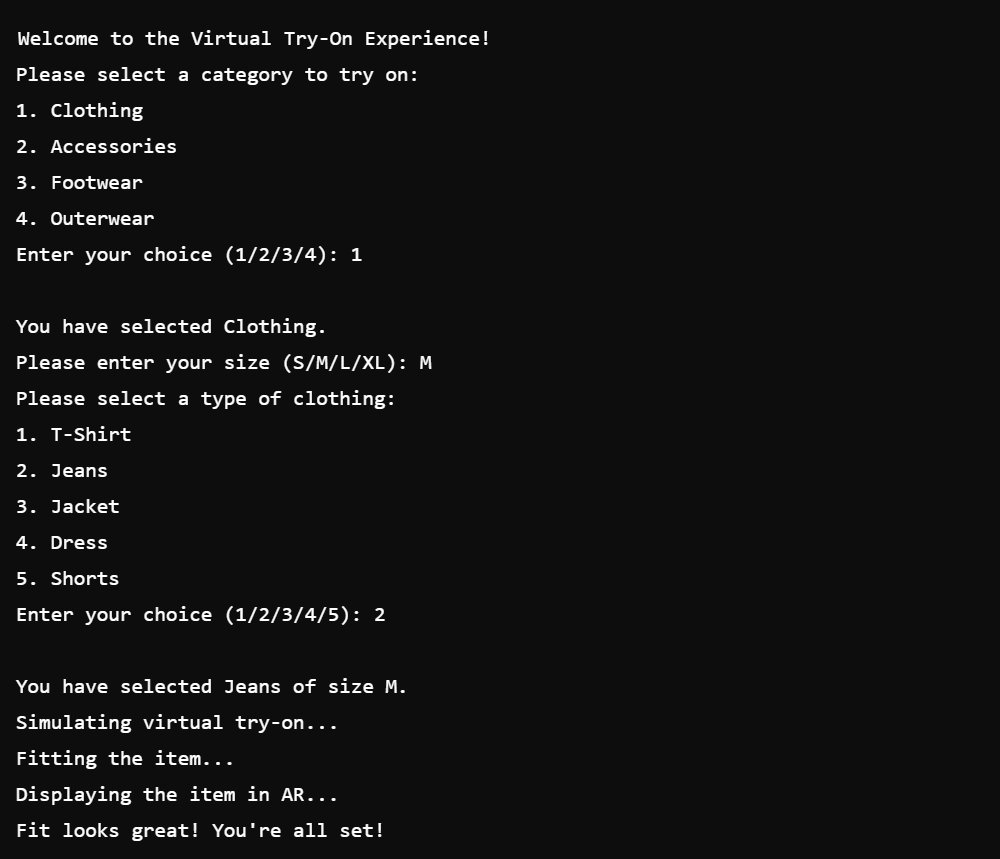 Welcome to the Virtual Try-On Experience!
Please select a category to try on:
1. Clothing
2. Accessories
3. Footwear
4. Outerwear
Enter your choice (1/2/3/4): 1
You have selected Clothing.
Please enter your size (S/M/L/XL): M
Please select a type of clothing:
1. T-Shirt
2. Jeans
3. Jacket
4. Dress
5. Shorts
Enter your choice (1/2/3/4/5): 2
You have selected Jeans of size M.
Simulating virtual try-on...
Fitting the item...
Displaying the item in AR...
Fit looks great! You're all set!